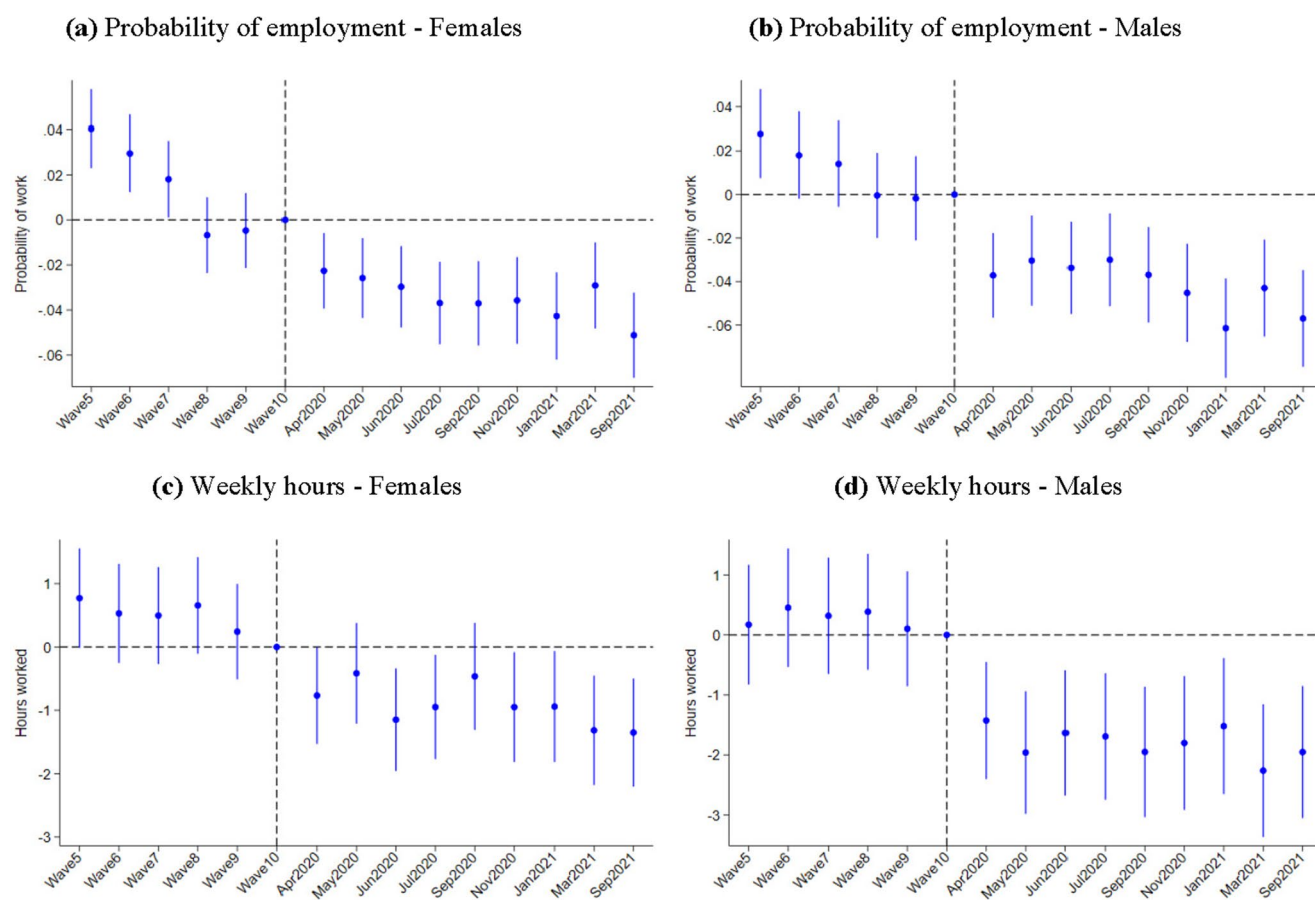 (a) Probability of employment - Females
Probability of work
.04
.02
0
-.02
-.04
-.06
Wave5 Wave6 Wave7 Wave8 Wave9 Wave10 Apr2020 May2020 Jun2020 Jul2020 Sep2020 Nov2020 Jan2021 Mar2021 Sep2021
(b) Probability of employment - Males
Probability of work
.04
.02
0
-.02
-.04
-.06
Wave5 Wave6 Wave7 Wave8 Wave9 Wave10 Apr2020 May2020 Jun2020 Jul2020 Sep2020 Nov2020 Jan2021 Mar2021 Sep2021
(c) Weekly hours - Females
Hours worked
1
0
-1
-2
-3
Wave5 Wave6 Wave7 Wave8 Wave9 Wave10 Apr2020 May2020 Jun2020 Jul2020 Sep2020 Nov2020 Jan2021 Mar2021 Sep2021
(d) Weekly hours - Males
Hours worked
1
0
-1
-2
-3
Wave5 Wave6 Wave7 Wave8 Wave9 Wave10 Apr2020 May2020 Jun2020 Jul2020 Sep2020 Nov2020 Jan2021 Mar2021 Sep2021